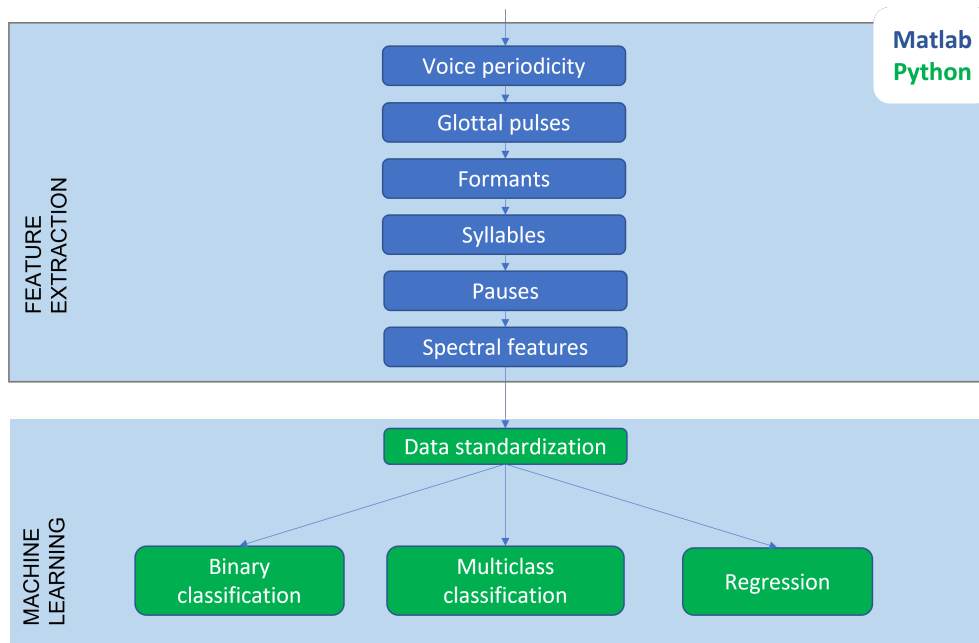 Matlab
Python
FEATURE
EXTRACTION
Voice periodicity
Glottal pulses
Formants
Syllables
Pauses
Spectral features
MACHINE
LEARNING
Data standardization
Binary
classification
Multiclass
classification
Regression